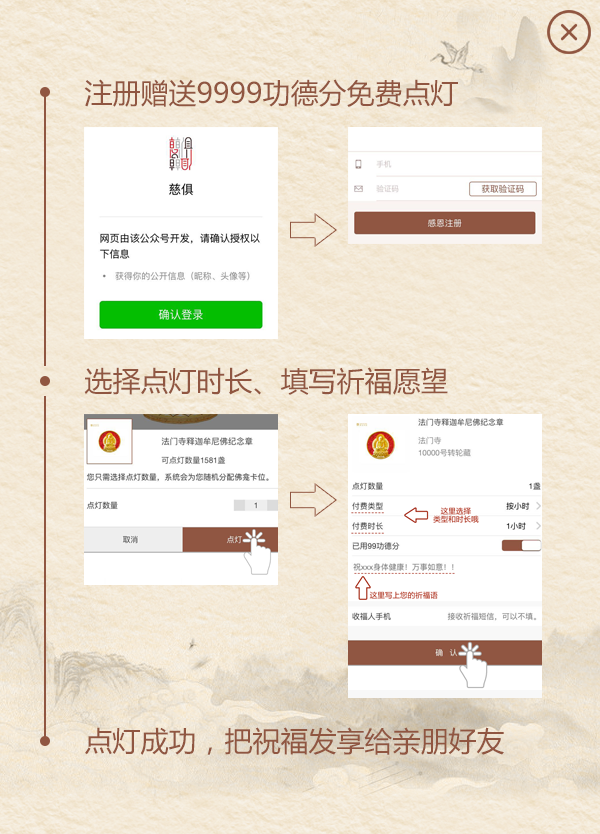 注册赠送9999功德分免费点灯
慈俱
网页由该公众号开发，请确认授权以
下信息
• 获得你的公开信息（昵称、头像等）
确认登录
手机
验证码
获取验证码
感恩注册
选择点灯时长、填写祈福愿望
法门寺释迦牟尼佛纪念章
可点灯数量1581盏
您只需选择点灯数量，系统会为您随机分配佛龛卡位。
点灯数量 1
取消
点灯
法门寺释迦牟尼佛纪念章
法门寺
10000号转轮藏
点灯数量 1盏
付费类型 按小时
这里选择
类型和时长哦
付费时长 1小时
已用99功德分
祝xxx身体健康！万事如意！！
这里写上您的祈福语
收福人手机 接收祈福短信，可以不填。
确 认
点灯成功，把祝福发享给亲朋好友